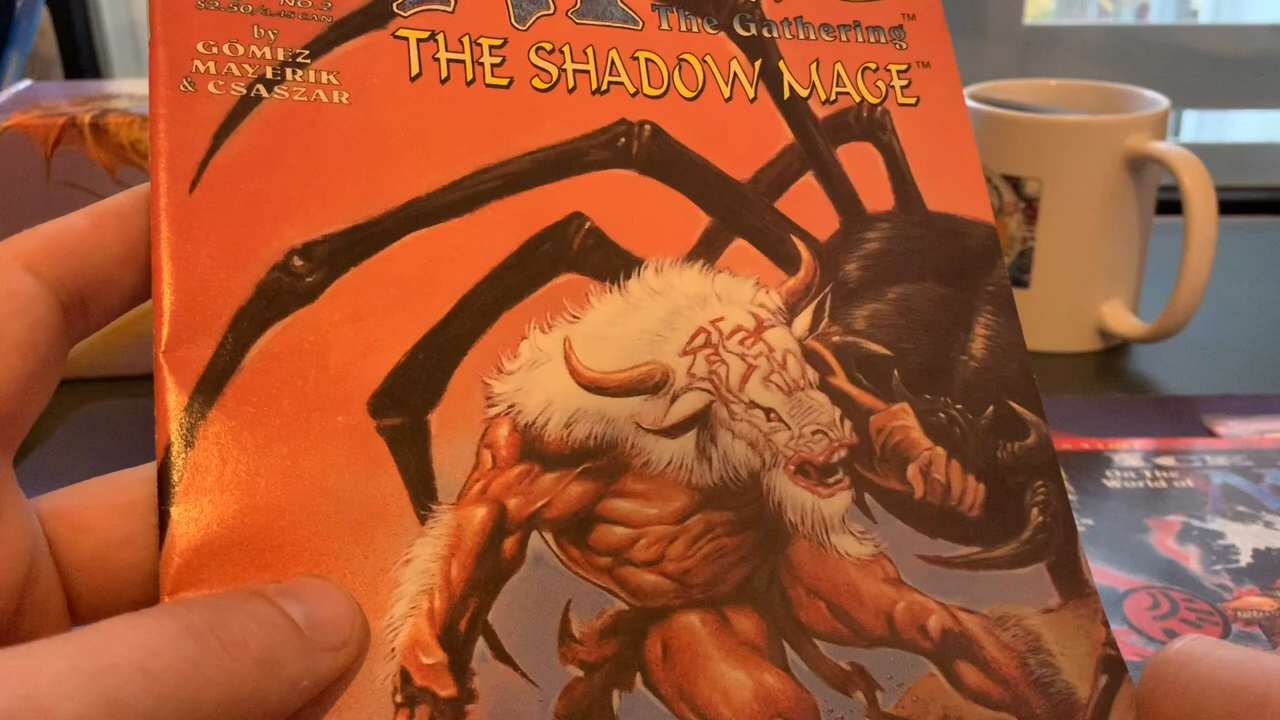 NO.2
$2.50/3.45 CAN
by
GÓMEZ
MAYERIK
& CSASZAR
The Gathering™
THE SHADOW MAGE™
On The
World of